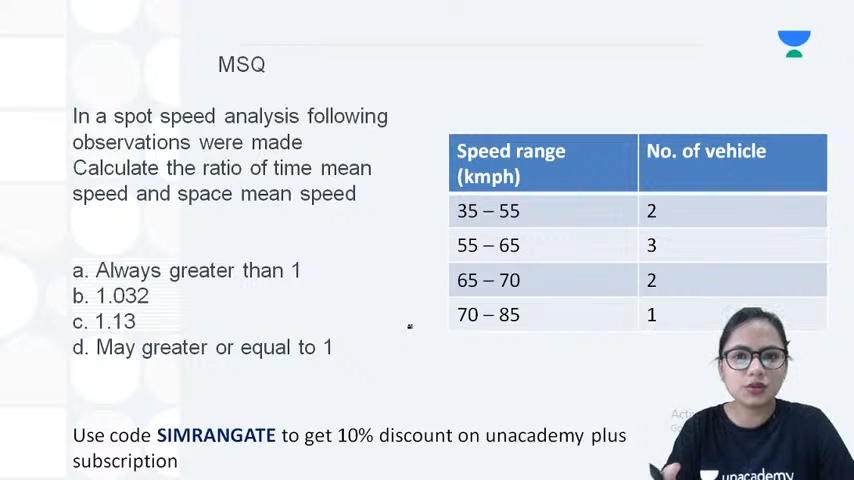 MSQ
In a spot speed analysis following
observations were made
Calculate the ratio of time mean
speed and space mean speed
a. Always greater than 1
b. 1.032
c. 1.13
d. May greater or equal to 1
Speed range (kmph) No. of vehicle
35 – 55 2
55 – 65 3
65 – 70 2
70 – 85 1
Use code SIMRANGATE to get 10% discount on unacademy plus
subscription
unacademy